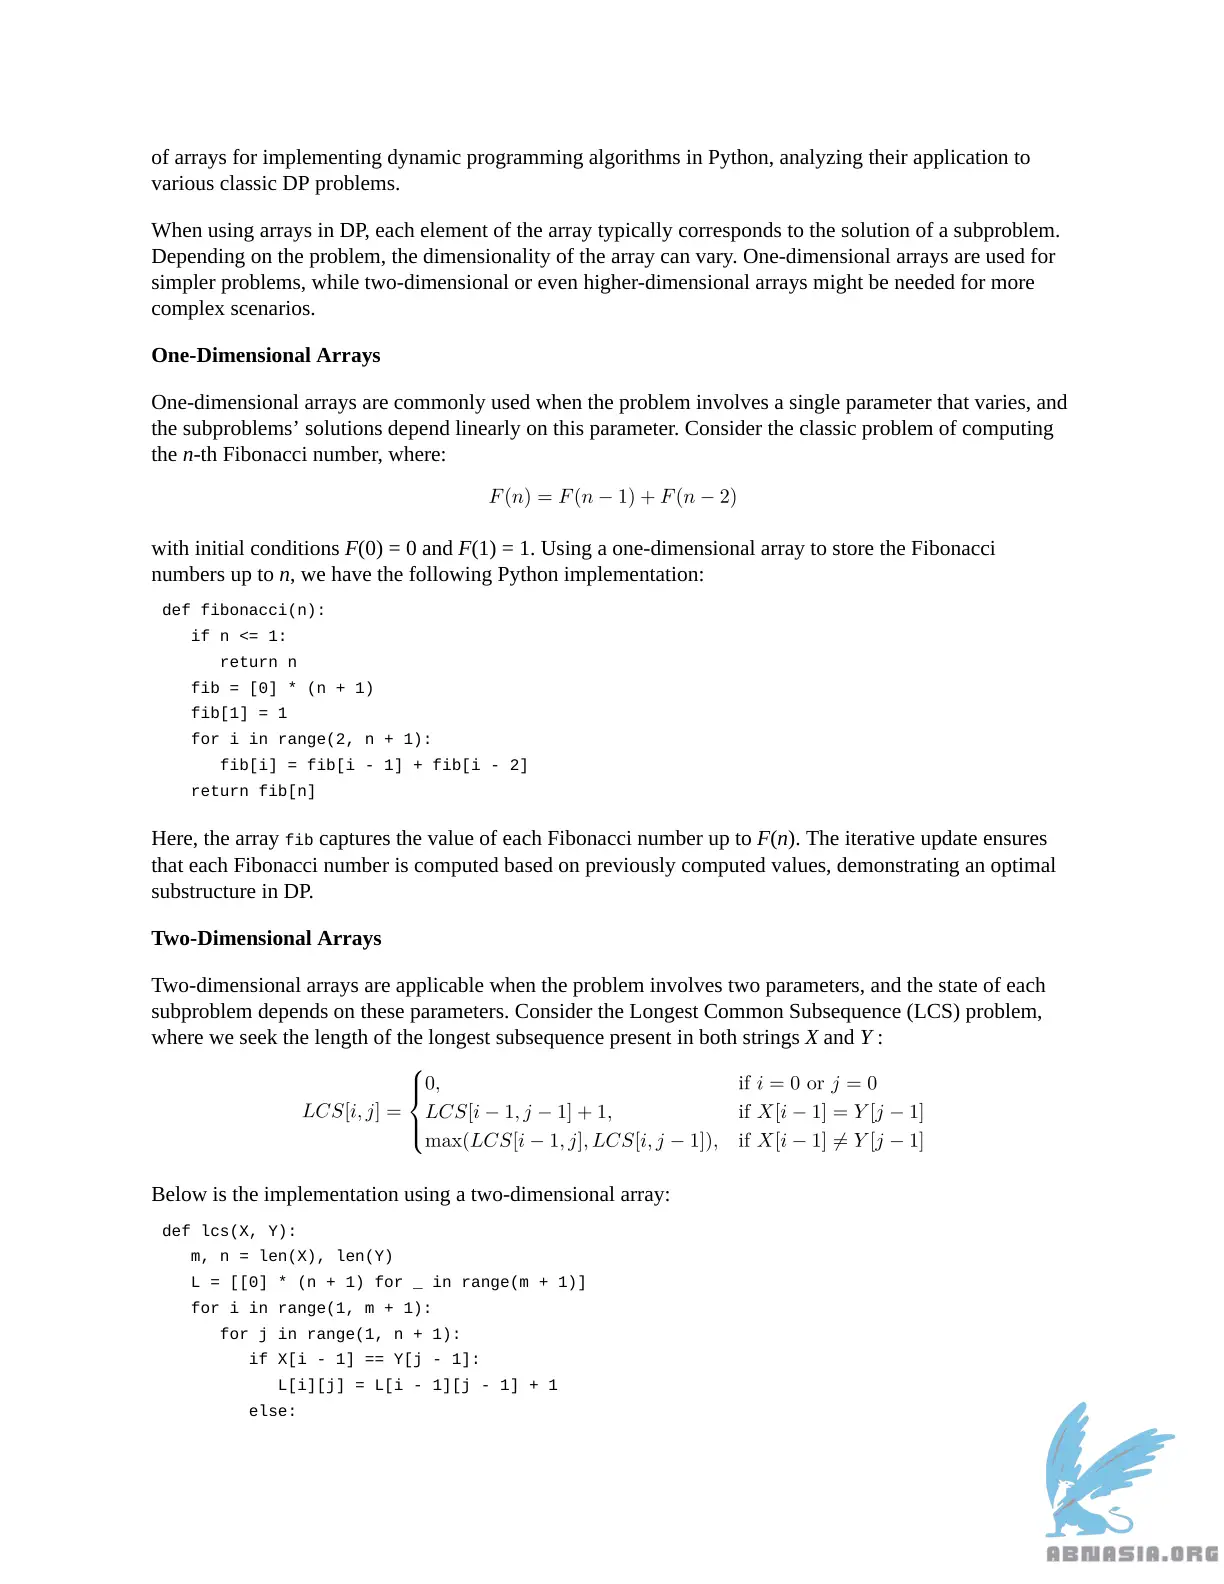 of arrays for implementing dynamic programming algorithms in Python, analyzing their application to
various classic DP problems.
When using arrays in DP, each element of the array typically corresponds to the solution of a subproblem.
Depending on the problem, the dimensionality of the array can vary. One-dimensional arrays are used for
simpler problems, while two-dimensional or even higher-dimensional arrays might be needed for more
complex scenarios.
One-Dimensional Arrays
One-dimensional arrays are commonly used when the problem involves a single parameter that varies, and
the subproblems’ solutions depend linearly on this parameter. Consider the classic problem of computing
the n-th Fibonacci number, where:
F(n) = F(n − 1) + F(n − 2)
with initial conditions F(0) = 0 and F(1) = 1. Using a one-dimensional array to store the Fibonacci
numbers up to n, we have the following Python implementation:
def fibonacci(n):
   if n <= 1:
      return n
   fib = [0] * (n + 1)
   fib[1] = 1
   for i in range(2, n + 1):
      fib[i] = fib[i - 1] + fib[i - 2]
   return fib[n]
Here, the array fib captures the value of each Fibonacci number up to F(n). The iterative update ensures
that each Fibonacci number is computed based on previously computed values, demonstrating an optimal
substructure in DP.
Two-Dimensional Arrays
Two-dimensional arrays are applicable when the problem involves two parameters, and the state of each
subproblem depends on these parameters. Consider the Longest Common Subsequence (LCS) problem,
where we seek the length of the longest subsequence present in both strings X and Y :
0, if i = 0 or j = 0
LCS[i, j] = { LCS[i − 1, j − 1] + 1, if X[i − 1] = Y[j − 1]
max(LCS[i − 1, j], LCS[i, j − 1]), if X[i − 1] ≠ Y[j − 1]
Below is the implementation using a two-dimensional array:
def lcs(X, Y):
   m, n = len(X), len(Y)
   L = [[0] * (n + 1) for _ in range(m + 1)]
   for i in range(1, m + 1):
      for j in range(1, n + 1):
         if X[i - 1] == Y[j - 1]:
            L[i][j] = L[i - 1][j - 1] + 1
         else:
ABNASIA.ORG